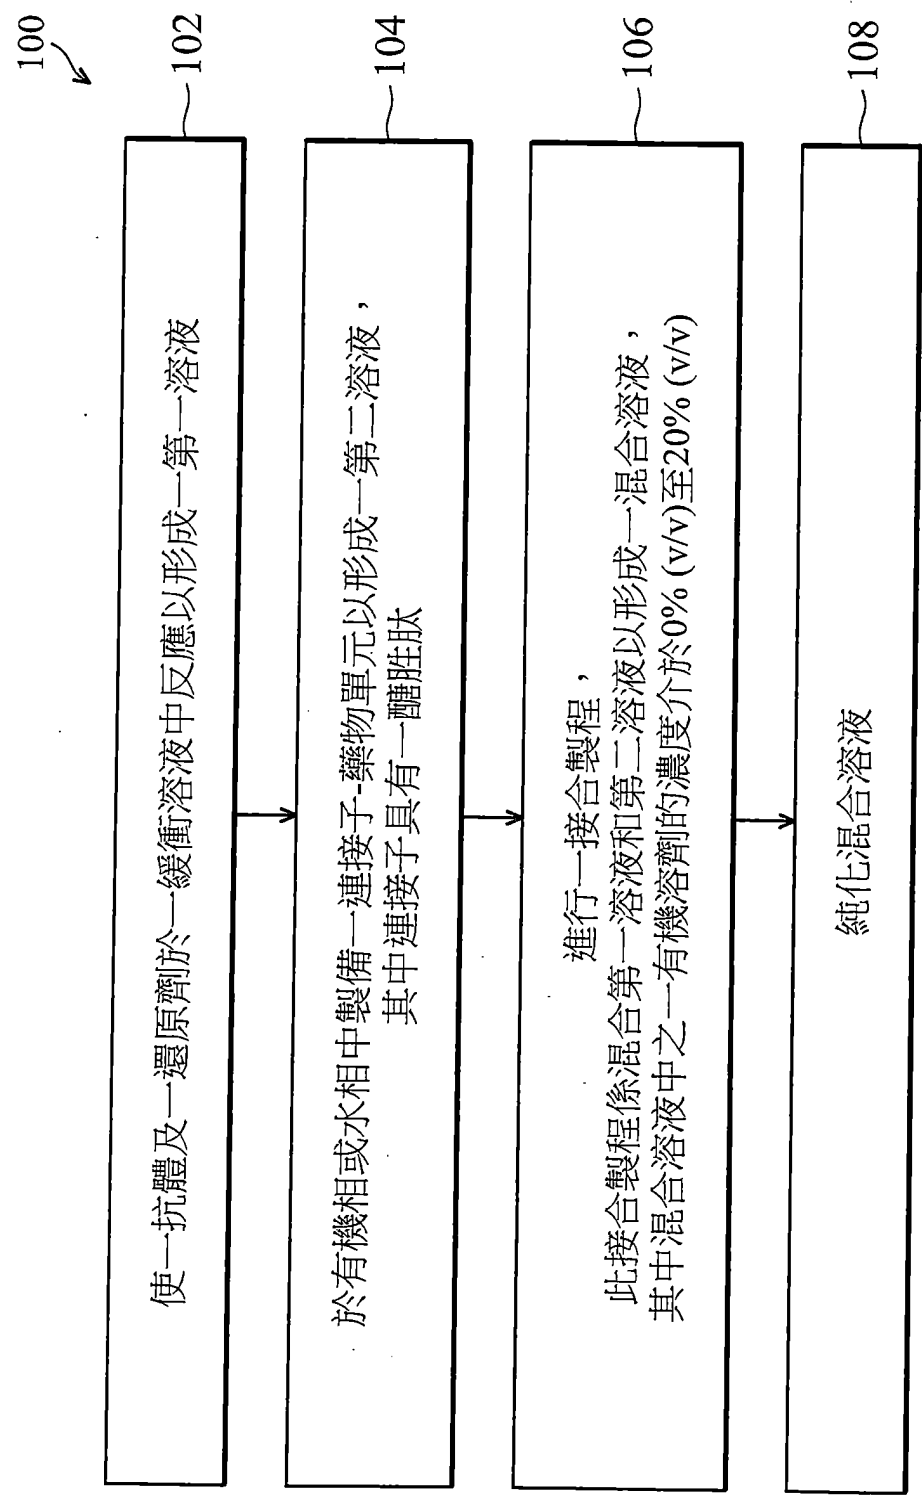 100
102
使一抗體及一還原劑於一緩衝溶液中反應以形成一第一溶液
104
於有機相或水相中製備一連接子-藥物單元以形成一第二溶液，
其中連接子具有一醣胜肽
106
進行一接合製程，
此接合製程係混合第一溶液和第二溶液以形成一混合溶液，
其中混合溶液中之一有機溶劑的濃度介於0% (v/v)至20% (v/v)
108
純化混合溶液